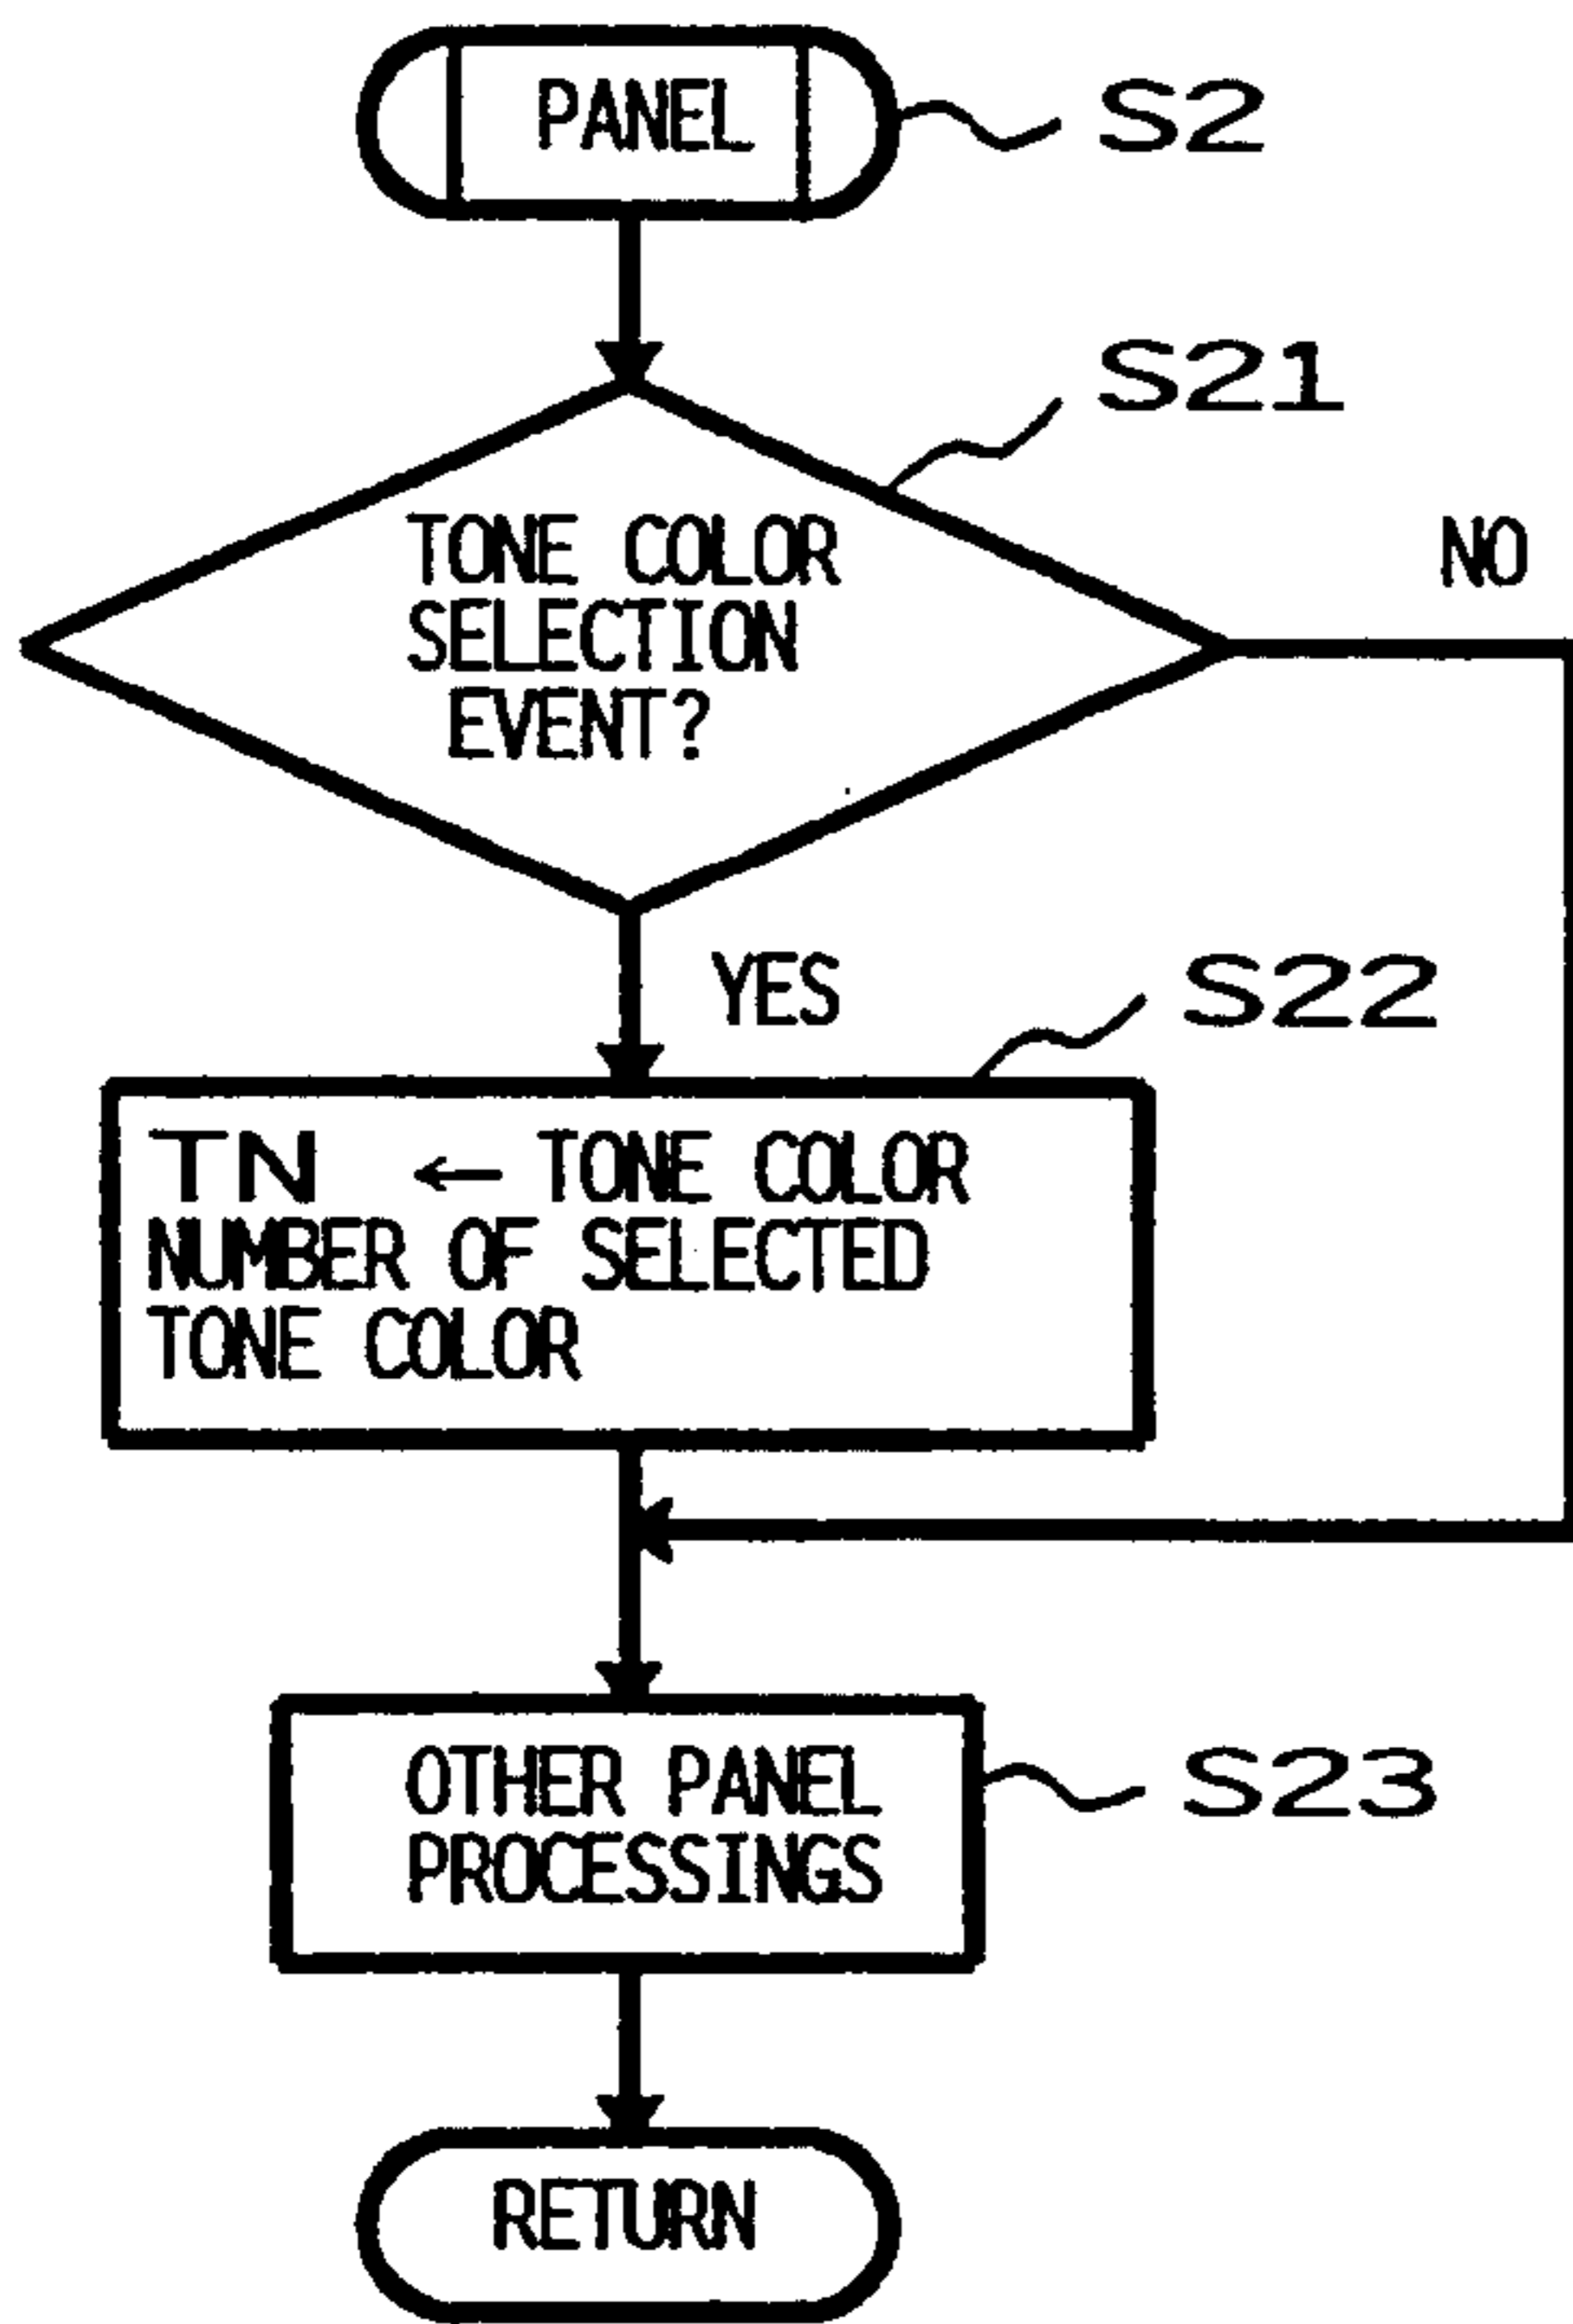 PANEL
S2
S21
TONE COLOR
SELECTION
EVENT?
NO
YES
S22
TN ← TONE COLOR
NUMBER OF SELECTED
TONE COLOR
OTHER PANEL
PROCESSINGS
S23
RETURN